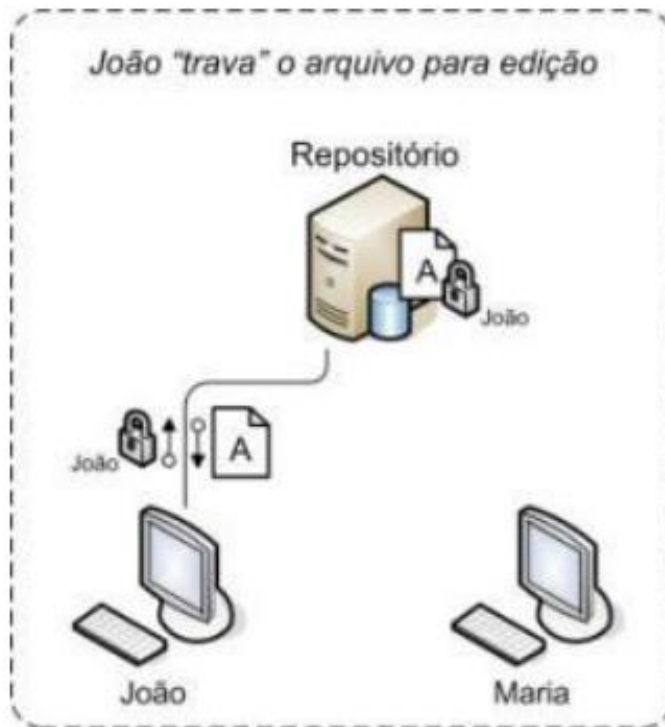 João "trava" o arquivo para edição
Repositório
A
João
João
A
João
Maria